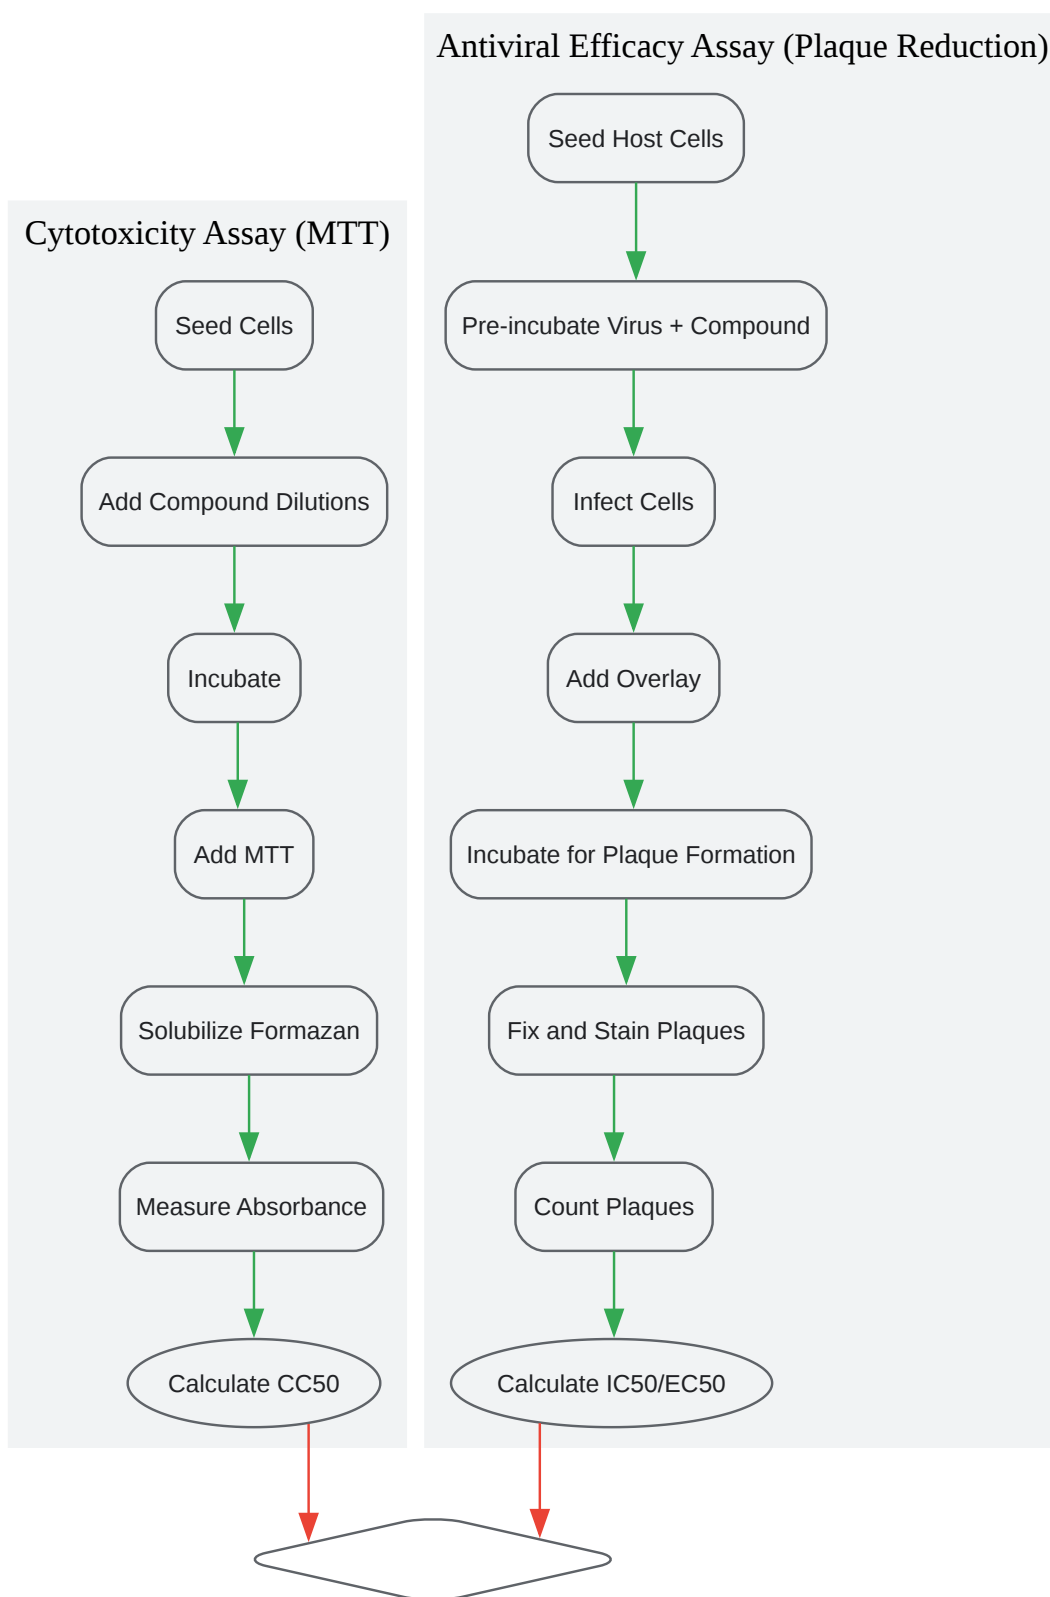 Antiviral Efficacy Assay (Plaque Reduction)
Seed Host Cells
Pre-incubate Virus + Compound
Infect Cells
Add Overlay
Incubate for Plaque Formation
Fix and Stain Plaques
Count Plaques
Calculate IC50/EC50
Cytotoxicity Assay (MTT)
Seed Cells
Add Compound Dilutions
Incubate
Add MTT
Solubilize Formazan
Measure Absorbance
Calculate CC50